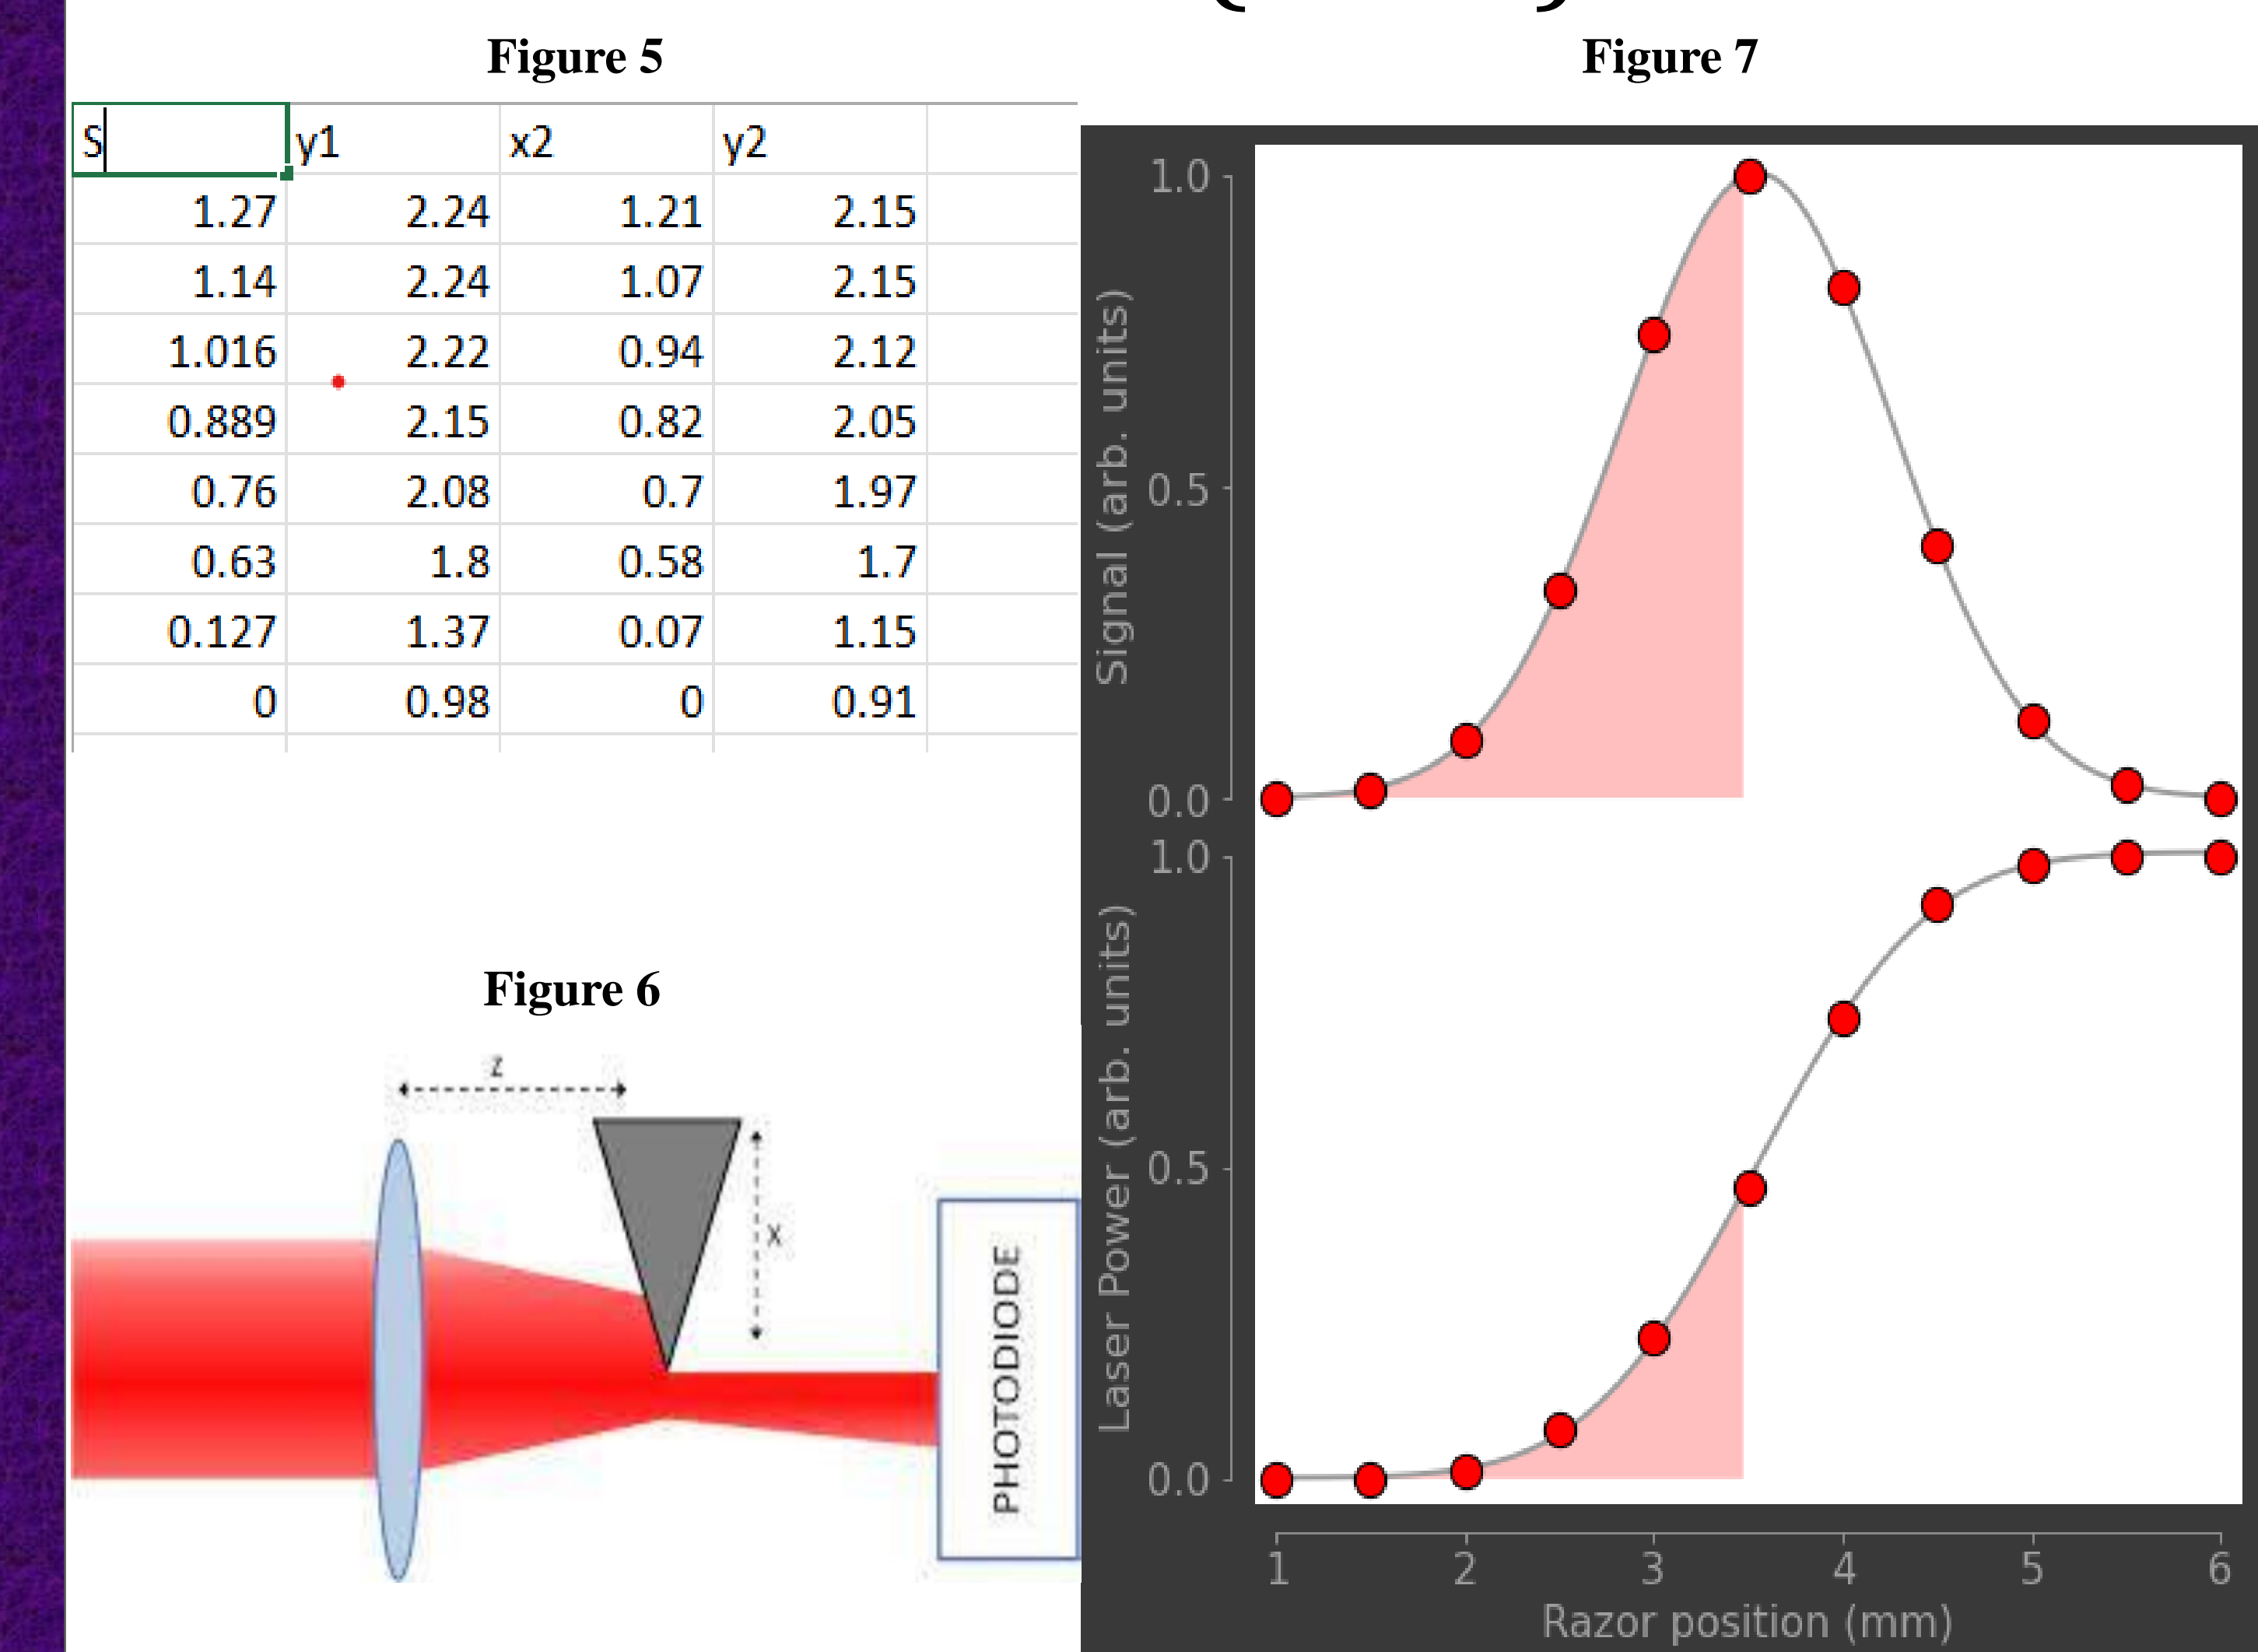 Figure 5
S y1 x2 y2
1.27 2.24 1.21 2.15
1.14 2.24 1.07 2.15
1.016 2.22 0.94 2.12
0.889 2.15 0.82 2.05
0.76 2.08 0.7 1.97
0.63 1.8 0.58 1.7
0.127 1.37 0.07 1.15
0 0.98 0 0.91
Figure 6
z
x
PHOTODIODE
Figure 7
Signal (arb. units)
1.0
0.5
0.0
Laser Power (arb. units)
1.0
0.5
0.0
1 2 3 4 5 6
Razor position (mm)